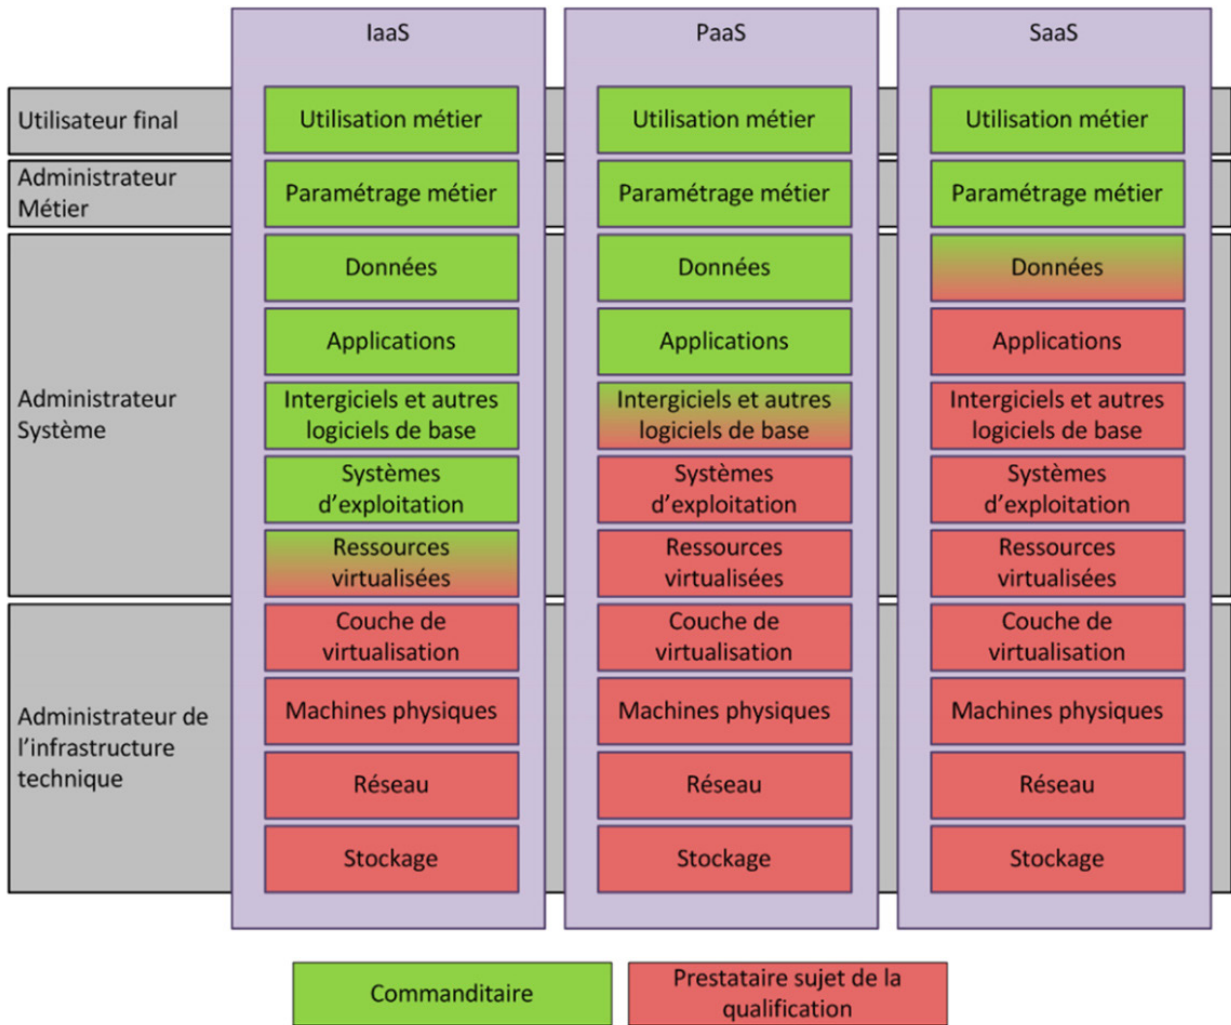 IaaS
PaaS
SaaS
Utilisateur final
Utilisation métier
Utilisation métier
Utilisation métier
Administrateur
Métier
Paramétrage métier
Paramétrage métier
Paramétrage métier
Administrateur
Système
Données
Données
Données
Applications
Applications
Applications
Intergiciels et autres
logiciels de base
Intergiciels et autres
logiciels de base
Intergiciels et autres
logiciels de base
Systèmes
d’exploitation
Systèmes
d’exploitation
Systèmes
d’exploitation
Ressources
virtualisées
Ressources
virtualisées
Ressources
virtualisées
Administrateur de
l’infrastructure
technique
Couche de
virtualisation
Couche de
virtualisation
Couche de
virtualisation
Machines physiques
Machines physiques
Machines physiques
Réseau
Réseau
Réseau
Stockage
Stockage
Stockage
Commanditaire
Prestataire sujet de la
qualification